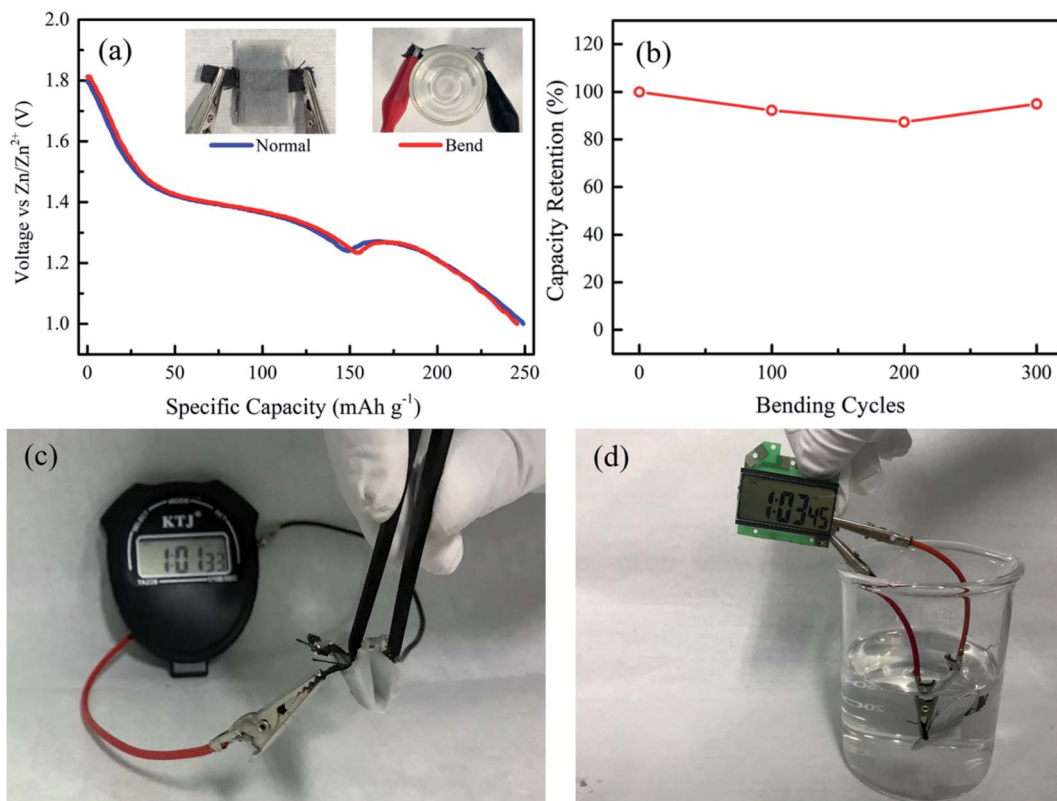 (a)
2.0
1.8
1.6
1.4
1.2
1.0
Voltage vs Zn/Zn²⁺ (V)
Normal
Bend
0
50
100
150
200
250
Specific Capacity (mAh g⁻¹)
(b)
120
100
80
60
40
20
0
Capacity Retention (%)
0
100
200
300
Bending Cycles
(c)
MODE
KTJ®
1:01 33
(d)
1:03 45